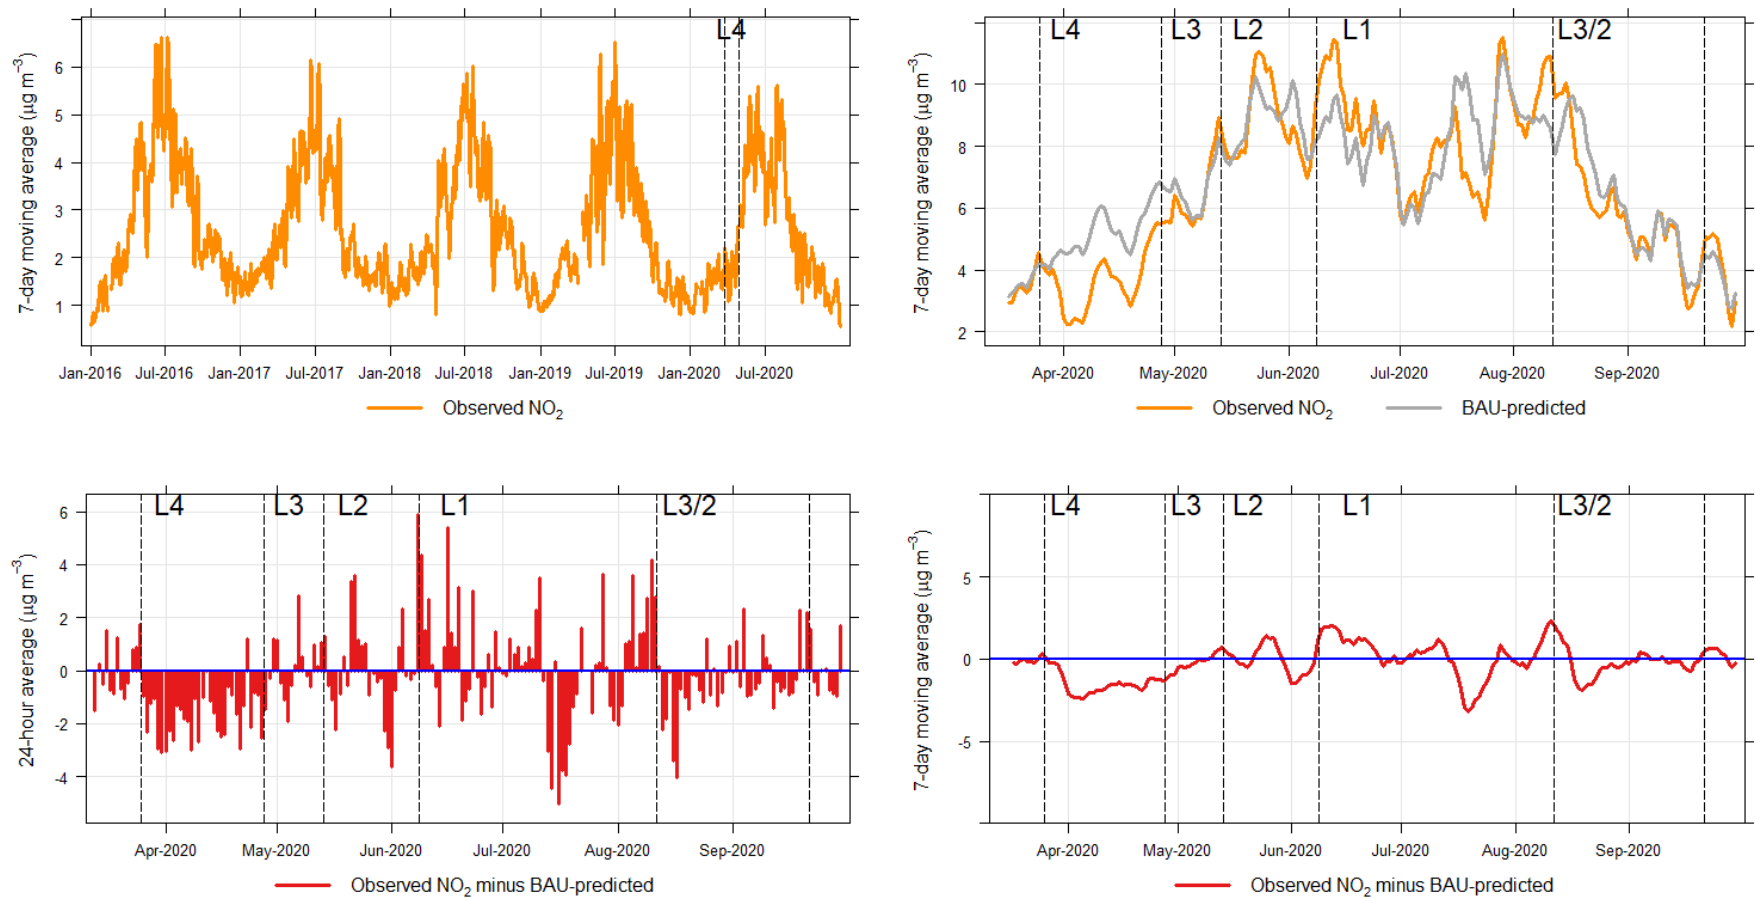 L4
7-day moving average (µg m⁻³)
6
5
4
3
2
1
Jan-2016 Jul-2016 Jan-2017 Jul-2017 Jan-2018 Jul-2018 Jan-2019 Jul-2019 Jan-2020 Jul-2020
Observed NO₂
L4 L3 L2 L1 L3/2
7-day moving average (µg m⁻³)
10
8
6
4
2
Apr-2020 May-2020 Jun-2020 Jul-2020 Aug-2020 Sep-2020
Observed NO₂ BAU-predicted
L4 L3 L2 L1 L3/2
24-hour average (µg m⁻³)
6
4
2
0
-2
-4
Apr-2020 May-2020 Jun-2020 Jul-2020 Aug-2020 Sep-2020
Observed NO₂ minus BAU-predicted
L4 L3 L2 L1 L3/2
7-day moving average (µg m⁻³)
5
0
-5
Apr-2020 May-2020 Jun-2020 Jul-2020 Aug-2020 Sep-2020
Observed NO₂ minus BAU-predicted